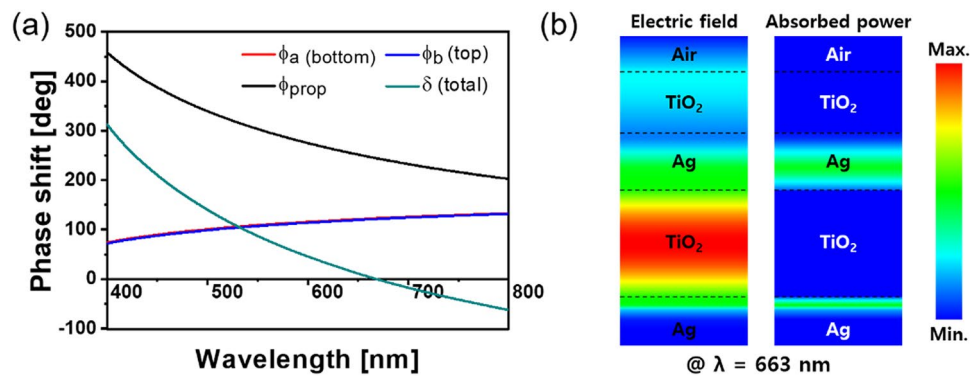 (a)
500
400
300
200
100
0
-100
Phase shift [deg]
ϕa (bottom)
ϕb (top)
ϕprop
δ (total)
400
500
600
700
800
Wavelength [nm]
(b)
Electric field
Absorbed power
Air
TiO₂
Ag
TiO₂
Ag
Air
TiO₂
Ag
TiO₂
Ag
Max.
Min.
@ λ = 663 nm